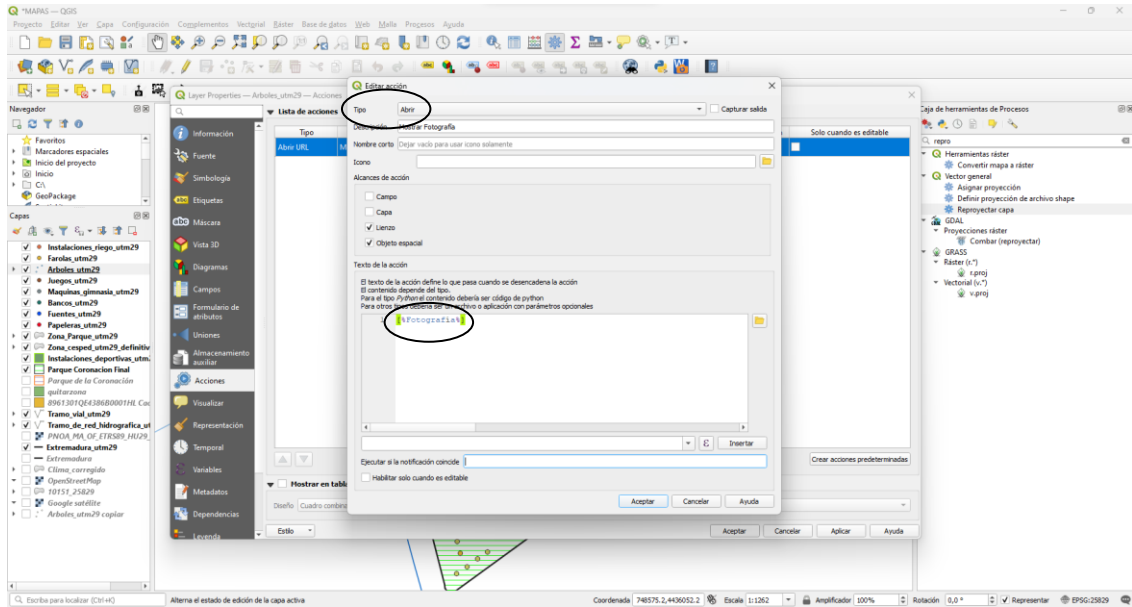 *MAPAS — QGIS
Proyecto Editar Ver Capa Configuración Complementos Vectorial Ráster Base de datos Web Malla Procesos Ayuda
Layer Properties — Arboles_utm29 — Acciones
Navegador
Favoritos
Marcadores espaciales
Inicio del proyecto
Inicio
C:\
GeoPackage
Capas
Instalaciones_riego_utm29
Farolas_utm29
Arboles_utm29
Juegos_utm29
Maquinas_gimnasia_utm29
Bancos_utm29
Fuentes_utm29
Papeleras_utm29
Zona_Parque_utm29
Zona_cesped_utm29_definitiv
Instalaciones_deportivas_utm
Parque Coronacion Final
Parque de la Coronación
quitarzona
8961301QE4386B0001HL Cac
Tramo_vial_utm29
Tramo_de_red_hidrografica_ut
PNOA_MA_OF_ETRS89_HU29_
Extremadura_utm29
Extremadura
Clima_corregido
OpenStreetMap
10151_25829
Google satélite
Arboles_utm29 copiar
Información
Fuente
Simbología
Etiquetas
Máscara
Vista 3D
Diagramas
Campos
Formulario de
atributos
Uniones
Almacenamiento
auxiliar
Acciones
Visualizar
Representación
Temporal
Variables
Metadatos
Dependencias
Leyenda
Lista de acciones
Tipo
Abrir URL M
Solo cuando es editable
Crear acciones predeterminadas
Mostrar en tabl
Diseño Cuadro combina
Estilo
Aceptar Cancelar Aplicar Ayuda
Editar acción
Tipo Abrir Capturar salida
Descripción Mostrar Fotografía
Nombre corto Dejar vacío para usar icono solamente
Icono
Alcances de acción
Campo
Capa
Lienzo
Objeto espacial
Texto de la acción
El texto de la acción define lo que pasa cuando se desencadena la acción
El contenido depende del tipo.
Para el tipo Python el contenido debería ser código de python
Para otros tipos debería ser un archivo o aplicación con parámetros opcionales
1 [%Fotografia%]
ε Insertar
Ejecutar si la notificación coincide
Habilitar solo cuando es editable
Aceptar Cancelar Ayuda
Caja de herramientas de Procesos
repro
Herramientas ráster
Convertir mapa a ráster
Vector general
Asignar proyección
Definir proyección de archivo shape
Reproyectar capa
GDAL
Proyecciones ráster
Combar (reproyectar)
GRASS
Ráster (r.*)
r.proj
Vectorial (v.*)
v.proj
Escriba para localizar (Ctrl+K) Alterna el estado de edición de la capa activa Coordenada 748575.2,4436052.2 Escala 1:1262 Amplificador 100% Rotación 0,0 ° Representar EPSG:25829